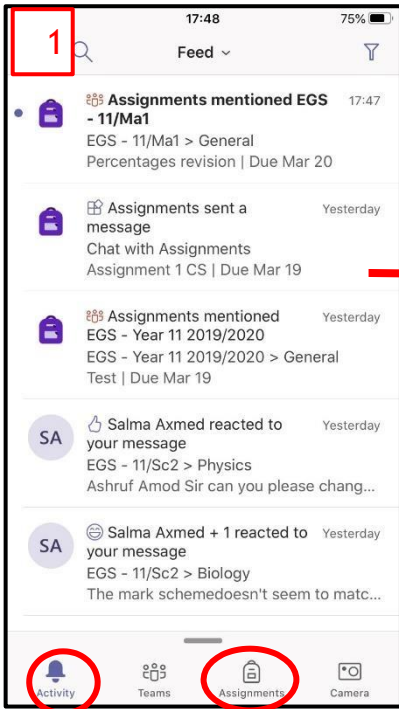 17:48 75%
1
Feed
Assignments mentioned EGS 17:47
- 11/Ma1
EGS - 11/Ma1 > General
Percentages revision | Due Mar 20
Assignments sent a Yesterday
message
Chat with Assignments
Assignment 1 CS | Due Mar 19
Assignments mentioned Yesterday
EGS - Year 11 2019/2020
EGS - Year 11 2019/2020 > General
Test | Due Mar 19
SA
Salma Axmed reacted to Yesterday
your message
EGS - 11/Sc2 > Physics
Ashruf Amod Sir can you please chang...
SA
Salma Axmed + 1 reacted to Yesterday
your message
EGS - 11/Sc2 > Biology
The mark schemedoesn't seem to matc...
Activity Teams Assignments Camera